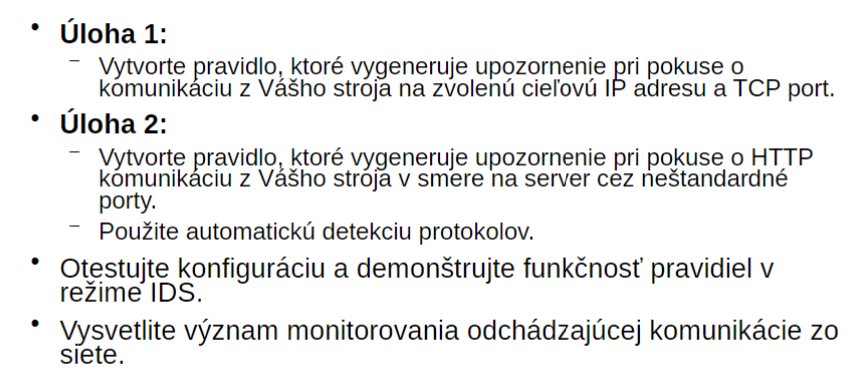 • Úloha 1:
– Vytvorte pravidlo, ktoré vygeneruje upozornenie pri pokuse o
komunikáciu z Vášho stroja na zvolenú cieľovú IP adresu a TCP port.
• Úloha 2:
– Vytvorte pravidlo, ktoré vygeneruje upozornenie pri pokuse o HTTP
komunikáciu z Vášho stroja v smere na server cez neštandardné
porty.
– Použite automatickú detekciu protokolov.
• Otestujte konfiguráciu a demonštrujte funkčnosť pravidiel v
režime IDS.
• Vysvetlite význam monitorovania odchádzajúcej komunikácie zo
siete.